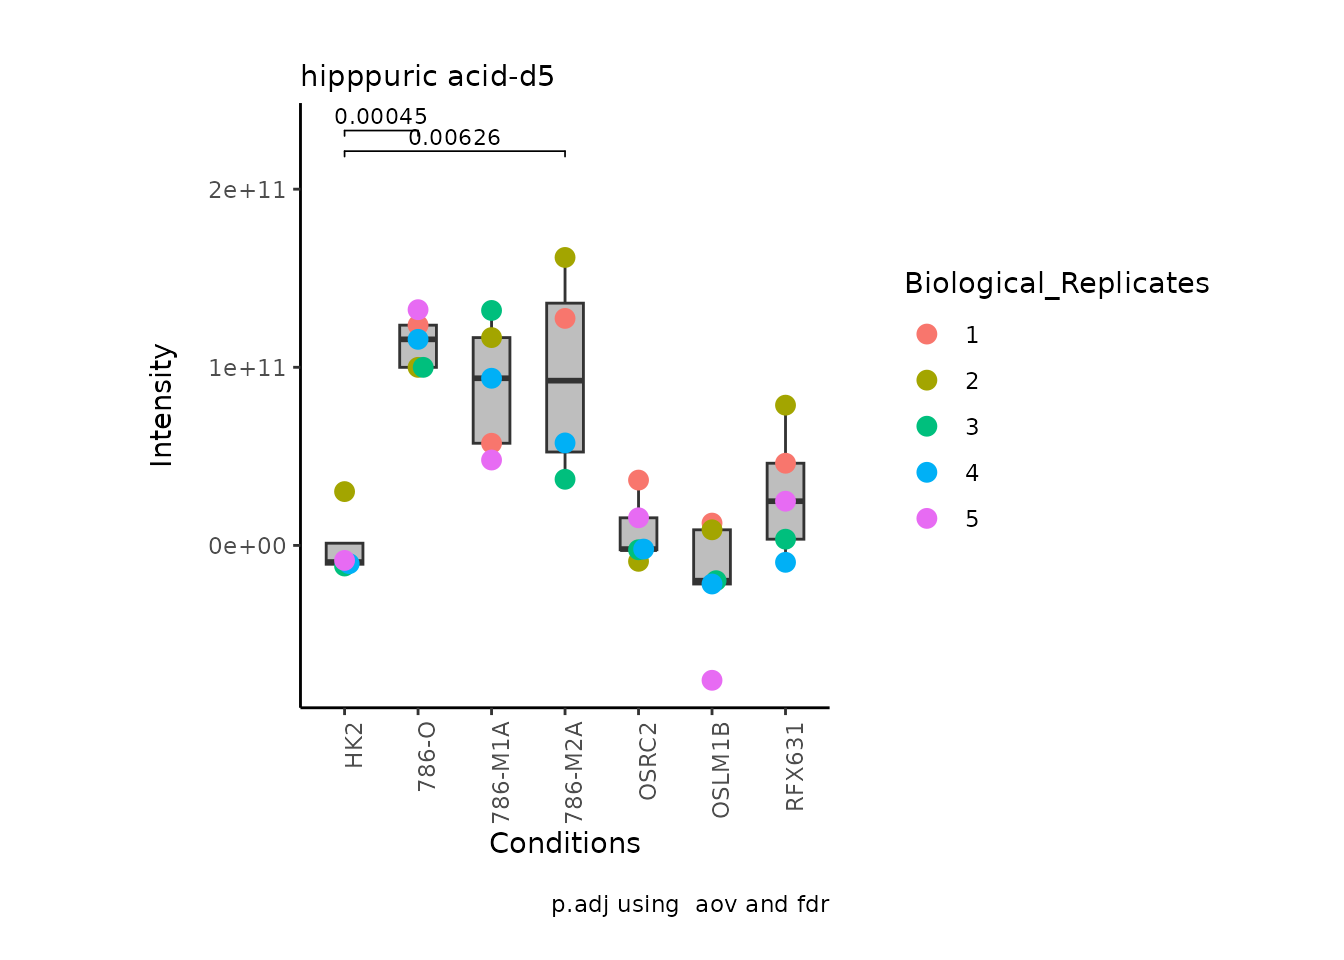 hipppuric acid-d5
0.00045
0.00626
2e+11
1e+11
0e+00
Intensity
HK2
786-O
786-M1A
786-M2A
OSRC2
OSLM1B
RFX631
Conditions
Biological_Replicates
1
2
3
4
5
p.adj using  aov and fdr